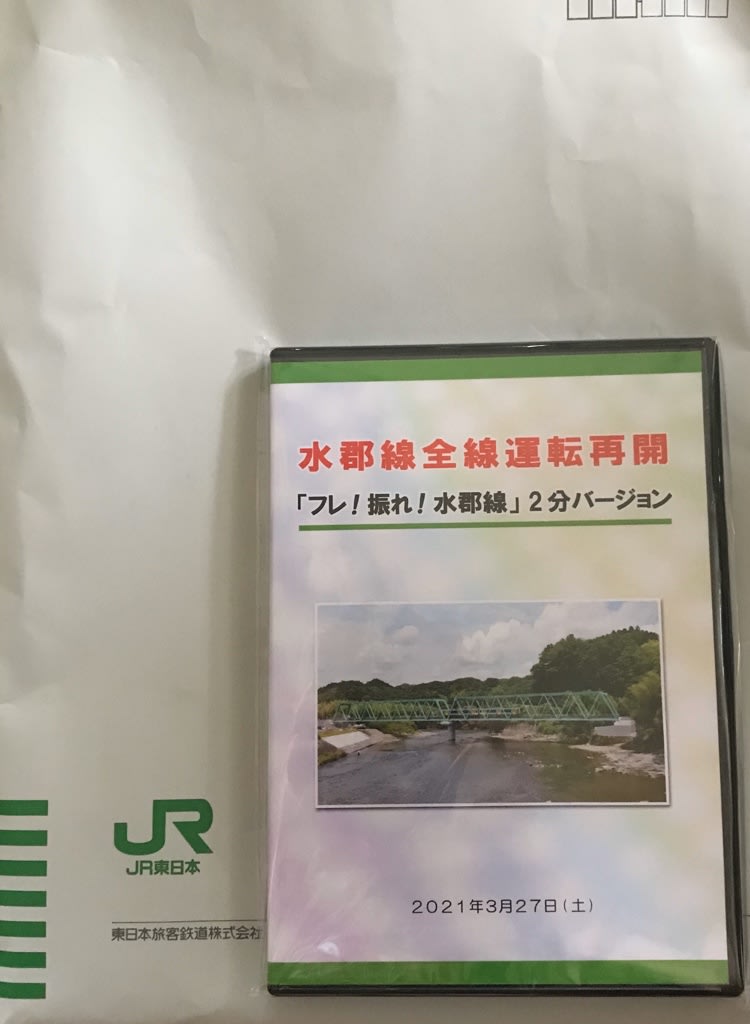 水郡線全線運転再開
「フレ！振れ！水郡線」2分バージョン
2021年3月27日(土)
JR
JR東日本
東日本旅客鉄道株式会社